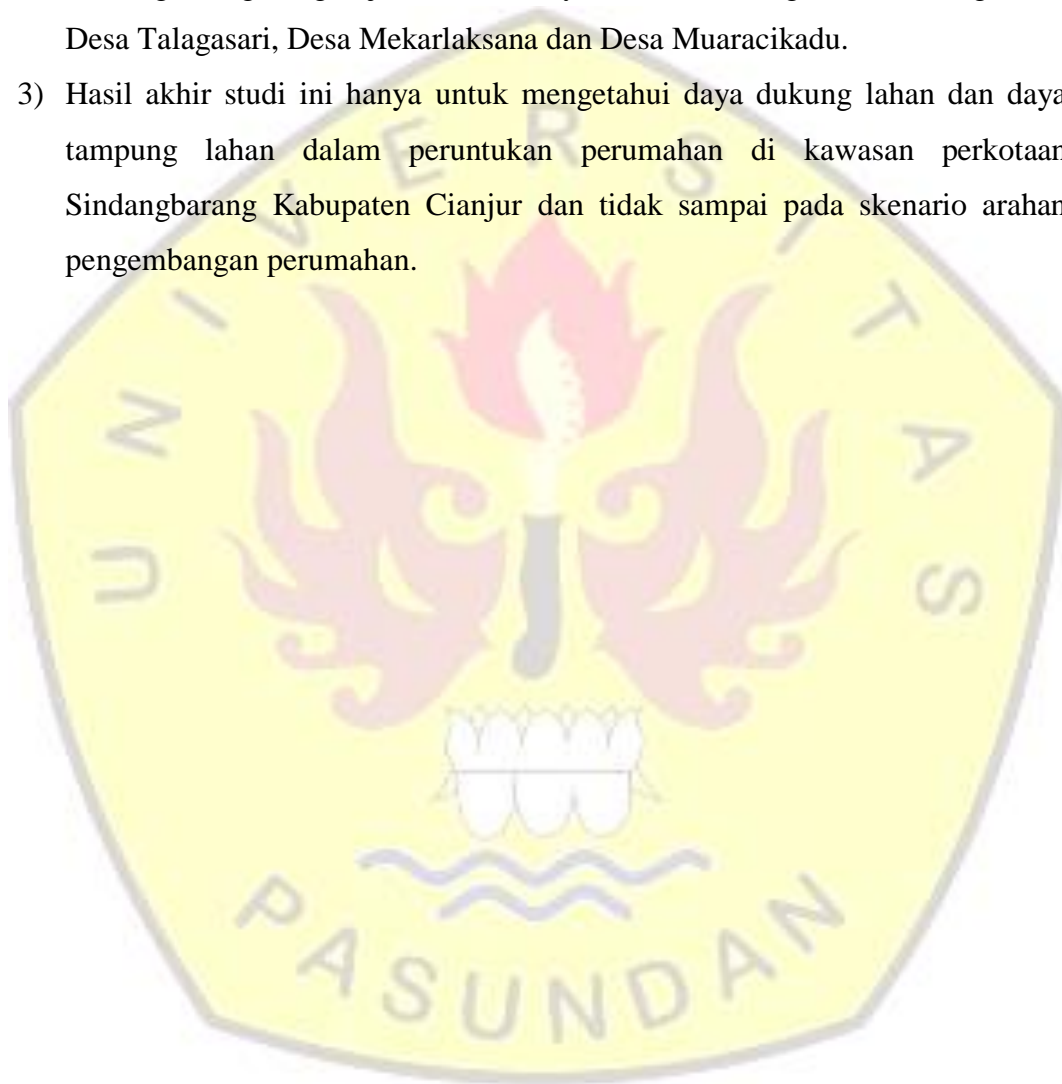 Desa Talagasari, Desa Mekarlaksana dan Desa Muaracikadu.
3) Hasil akhir studi ini hanya untuk mengetahui daya dukung lahan dan daya
tampung lahan dalam peruntukan perumahan di kawasan perkotaan
Sindangbarang Kabupaten Cianjur dan tidak sampai pada skenario arahan
pengembangan perumahan.
UNIVERSITAS
PASUNDAN